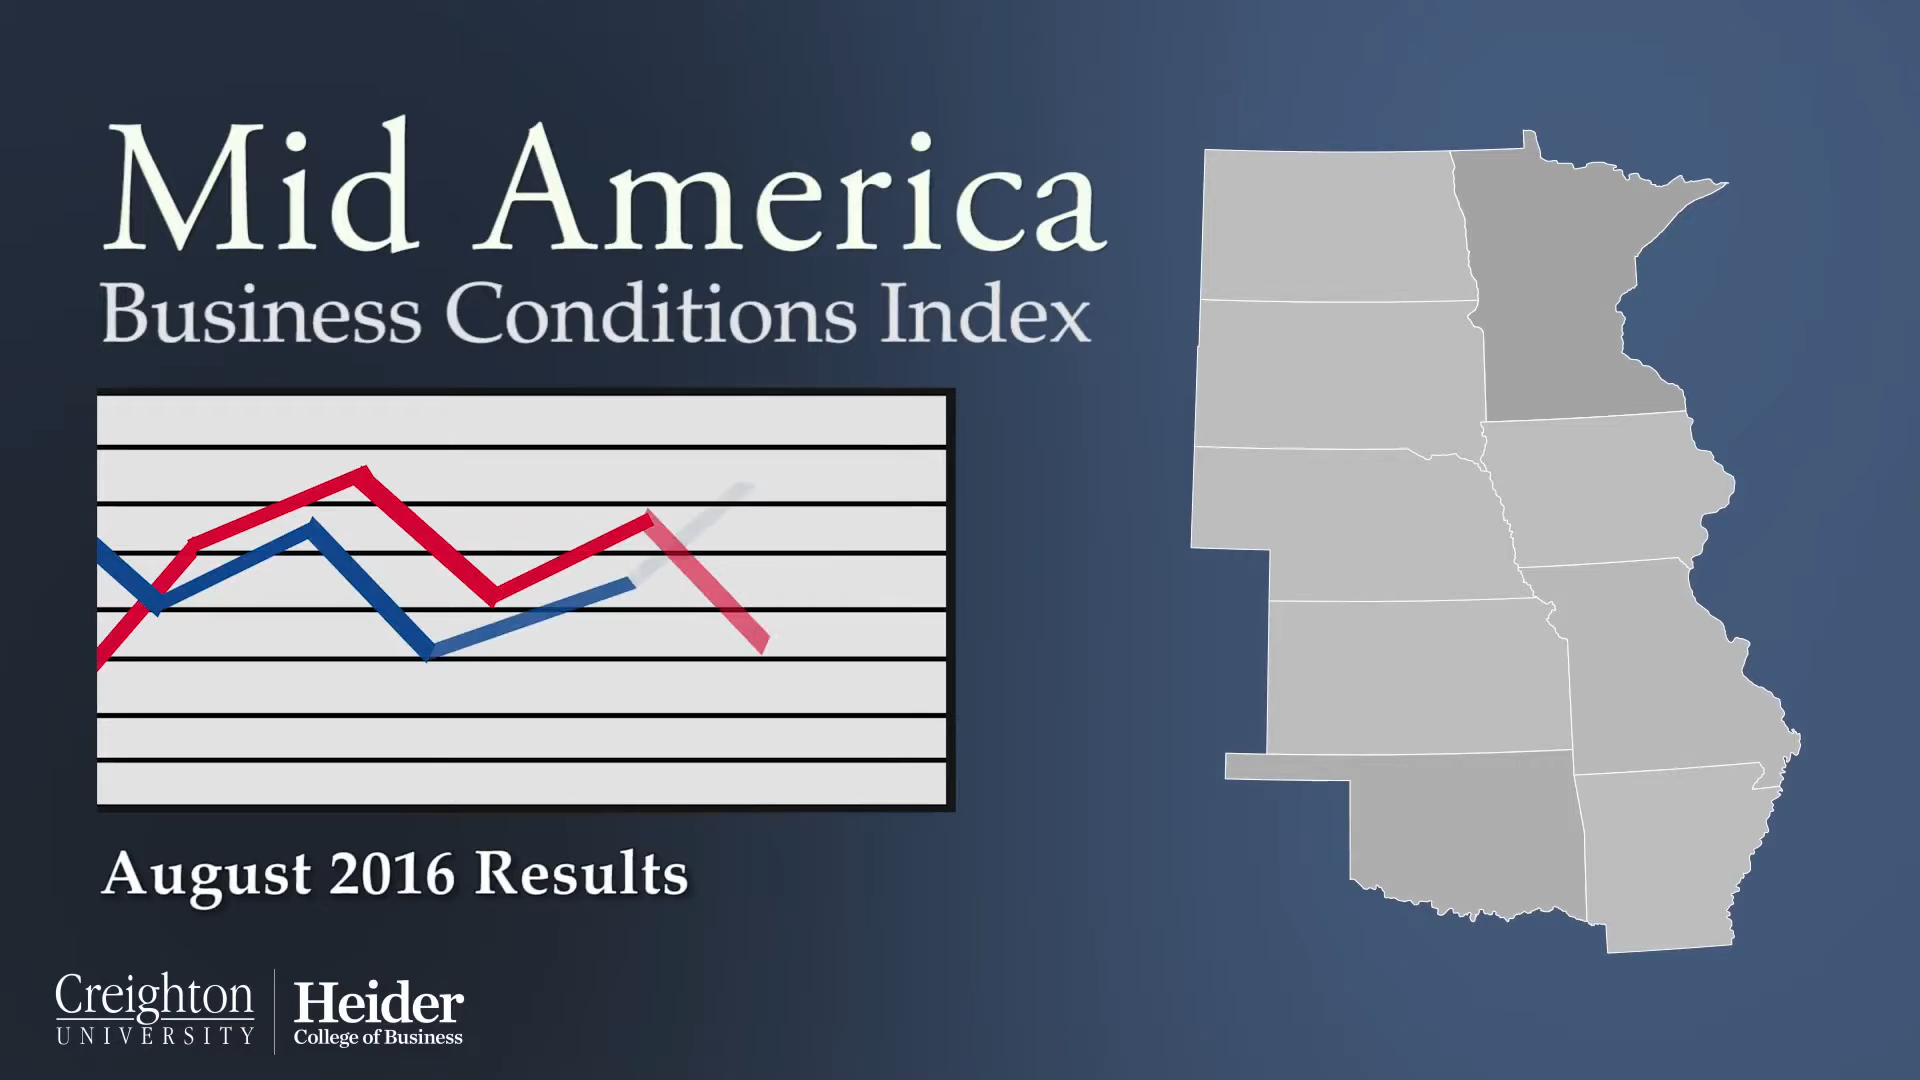 Mid America
Business Conditions Index
August 2016 Results
Creighton
UNIVERSITY
Heider
College of Business